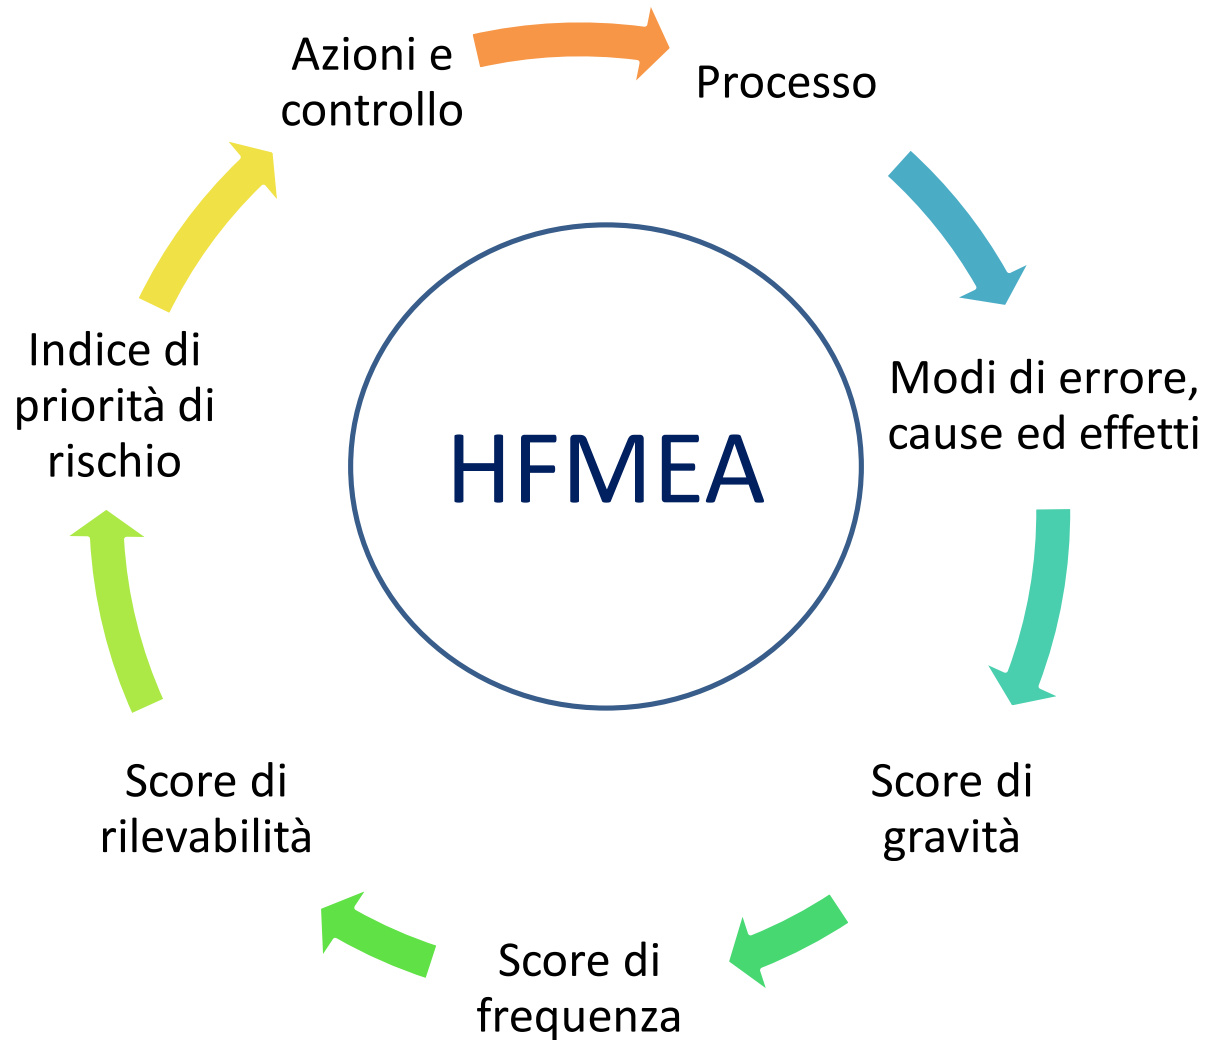 Azioni e
controllo
Processo
Modi di errore,
cause ed effetti
Score di
gravità
Score di
frequenza
Score di
rilevabilità
Indice di
priorità di
rischio
HFMEA